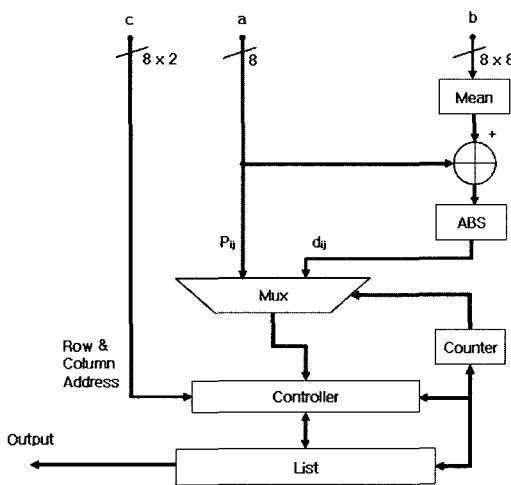 c a b
8 x 2 8 8 x 8
Mean
+
ABS
Pij dij
Mux
Row &
Column
Address
Counter
Controller
Output
List